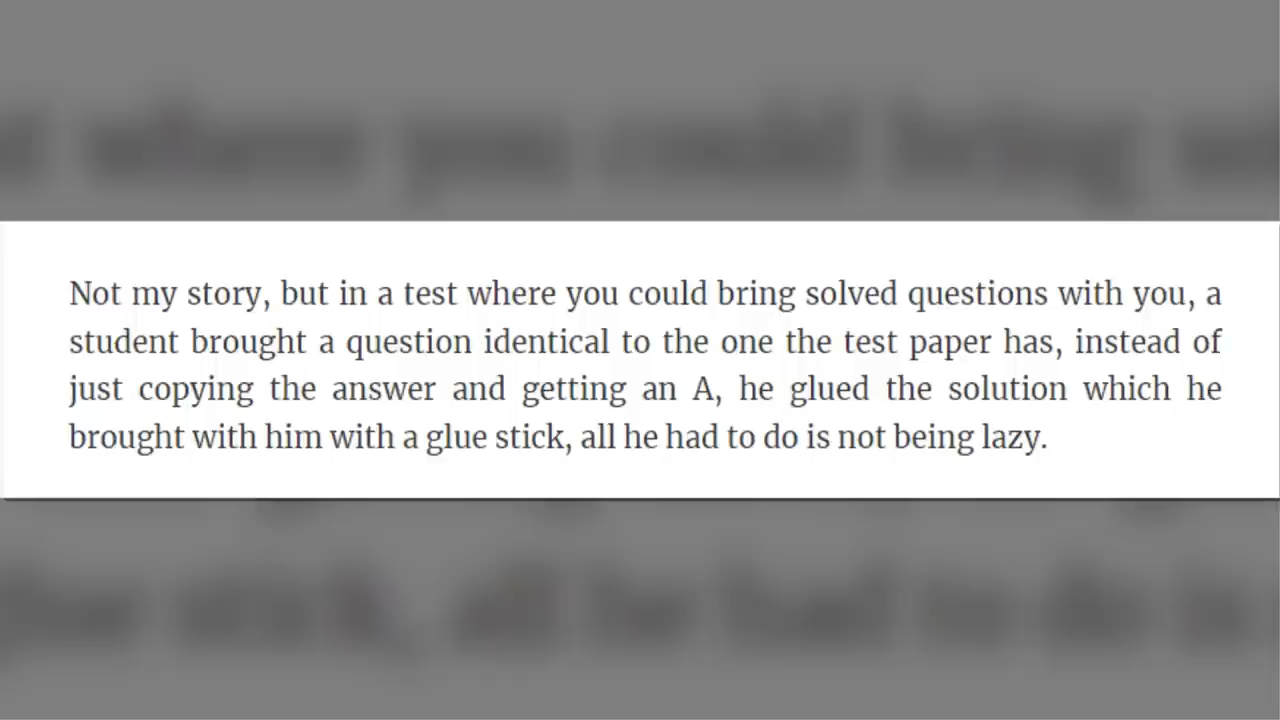 Not my story, but in a test where you could bring solved questions with you, a
student brought a question identical to the one the test paper has, instead of
just copying the answer and getting an A, he glued the solution which he
brought with him with a glue stick, all he had to do is not being lazy.